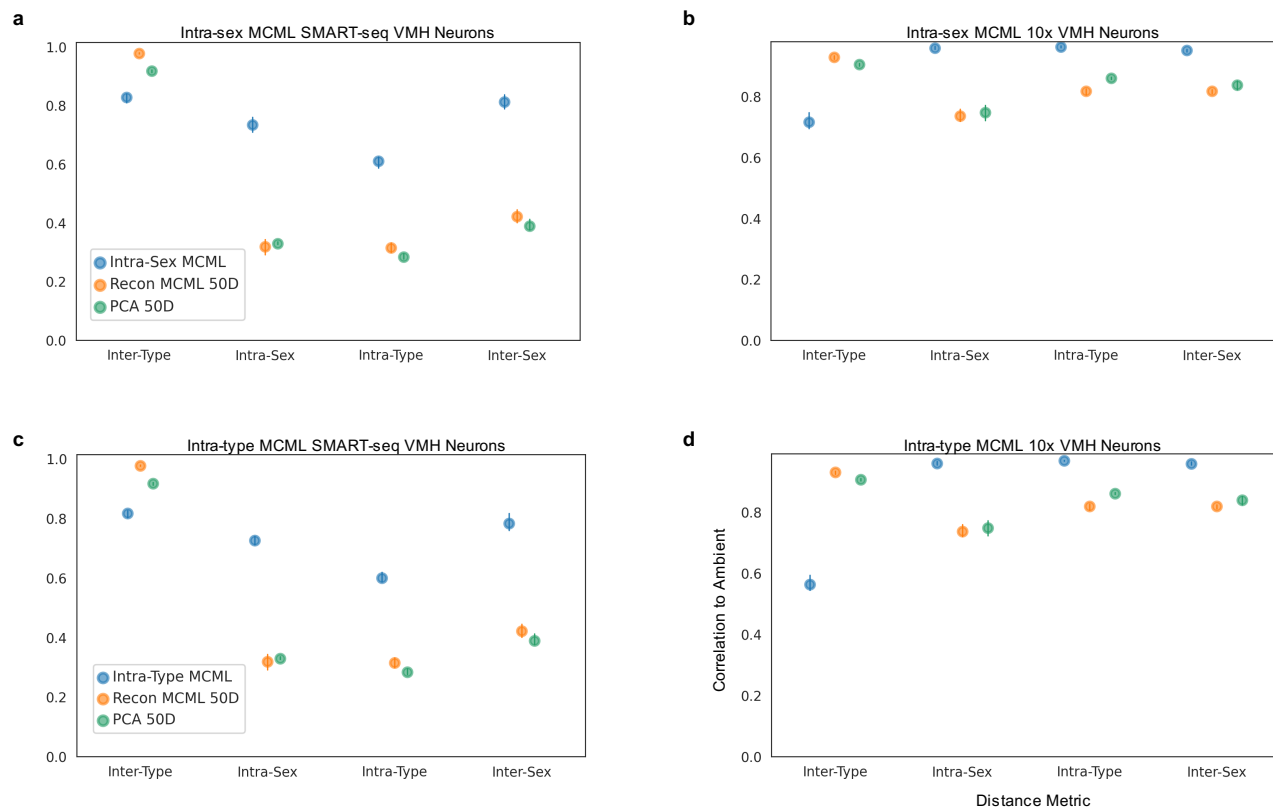 a
Intra-sex MCML SMART-seq VMH Neurons
1.0
0.8
0.6
0.4
0.2
0.0
Intra-Sex MCML
Recon MCML 50D
PCA 50D
Inter-Type Intra-Sex Intra-Type Inter-Sex
b
Intra-sex MCML 10x VMH Neurons
0.8
0.6
0.4
0.2
0.0
Inter-Type Intra-Sex Intra-Type Inter-Sex
c
Intra-type MCML SMART-seq VMH Neurons
1.0
0.8
0.6
0.4
0.2
0.0
Intra-Type MCML
Recon MCML 50D
PCA 50D
Inter-Type Intra-Sex Intra-Type Inter-Sex
d
Intra-type MCML 10x VMH Neurons
Correlation to Ambient
0.8
0.6
0.4
0.2
0.0
Inter-Type Intra-Sex Intra-Type Inter-Sex
Distance Metric